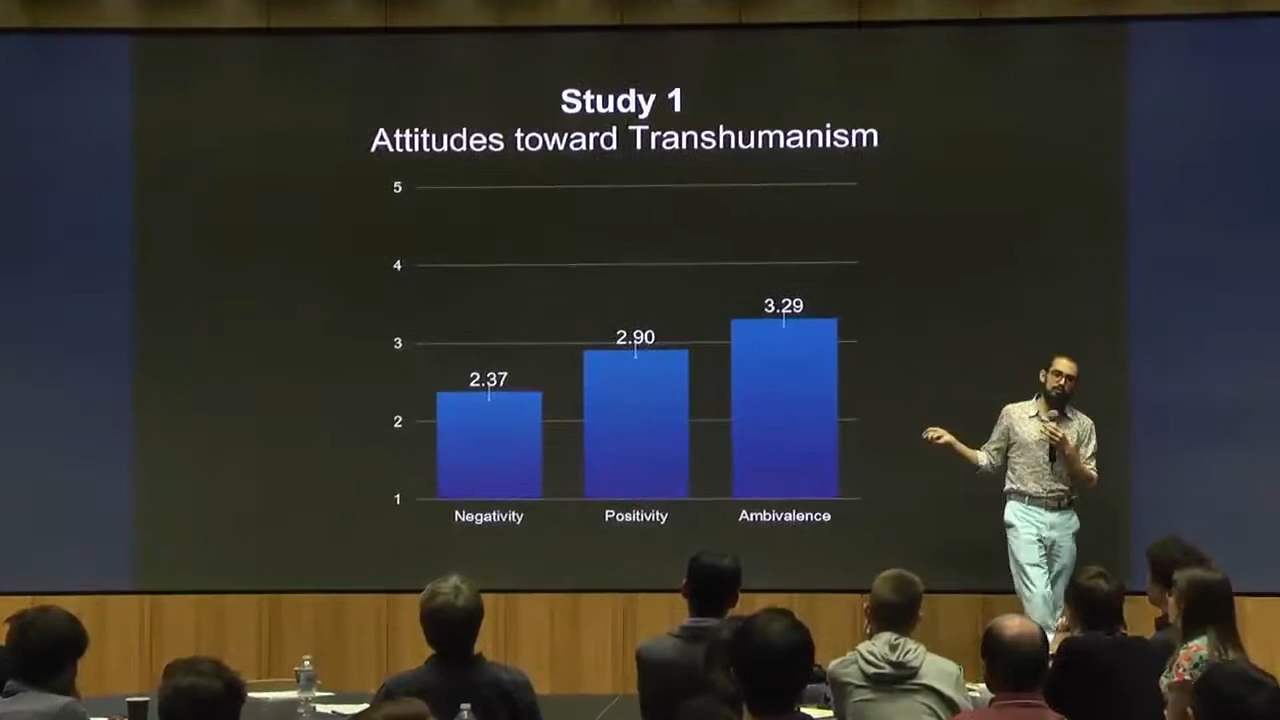 Study 1
Attitudes toward Transhumanism
5
4
3
2
1
2.37
2.90
3.29
Negativity
Positivity
Ambivalence